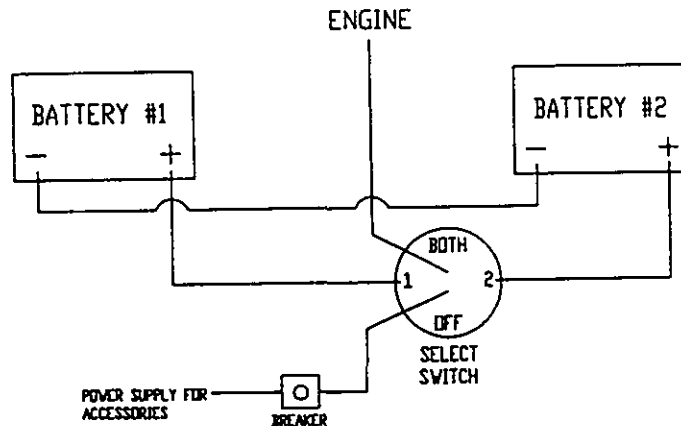 ENGINE
BATTERY #1
BATTERY #2
- +
- +
BOTH
1 2
OFF
SELECT
SWITCH
POWER SUPPLY FOR
ACCESSORIES
BREAKER